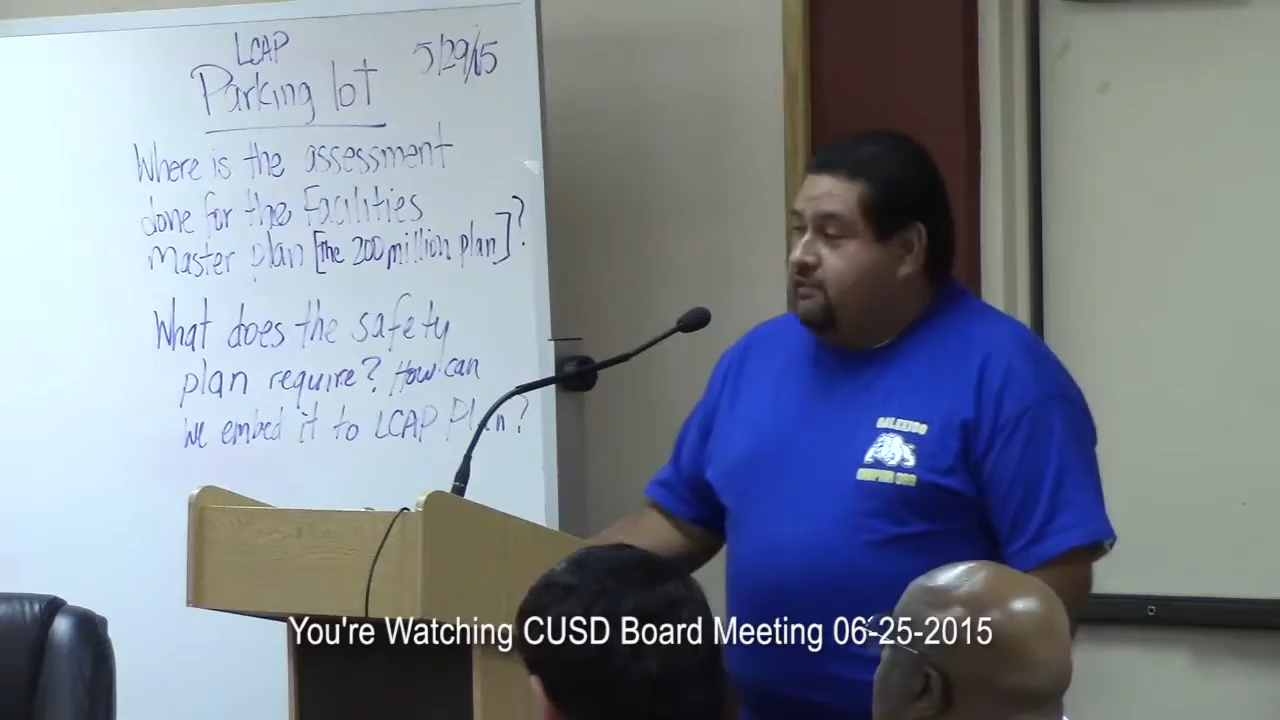 LCAP
Parking lot
5/29/15
Where is the assessment
done for the Facilities
Master plan [the 200 million plan]?
What does the safety
plan require? How can
we embed it to LCAP Plan?
CALEXICO
You're Watching CUSD Board Meeting 06-25-2015